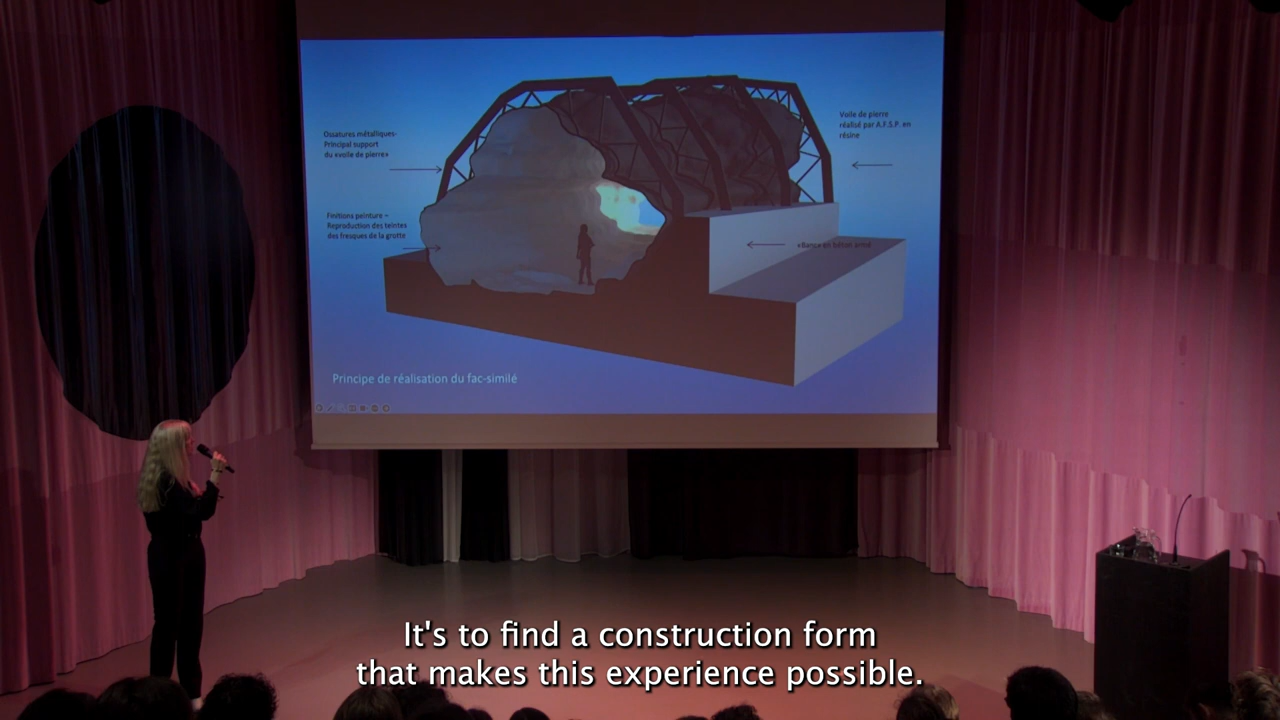 Ossatures métalliques-
Principal support
du «voile de pierre»
Voile de pierre
réalisé par A.F.S.P. en
résine
Finitions peinture –
Reproduction des teintes
des fresques de la grotte
en béton armé
Principe de réalisation du fac-similé
It's to find a construction form
that makes this experience possible.